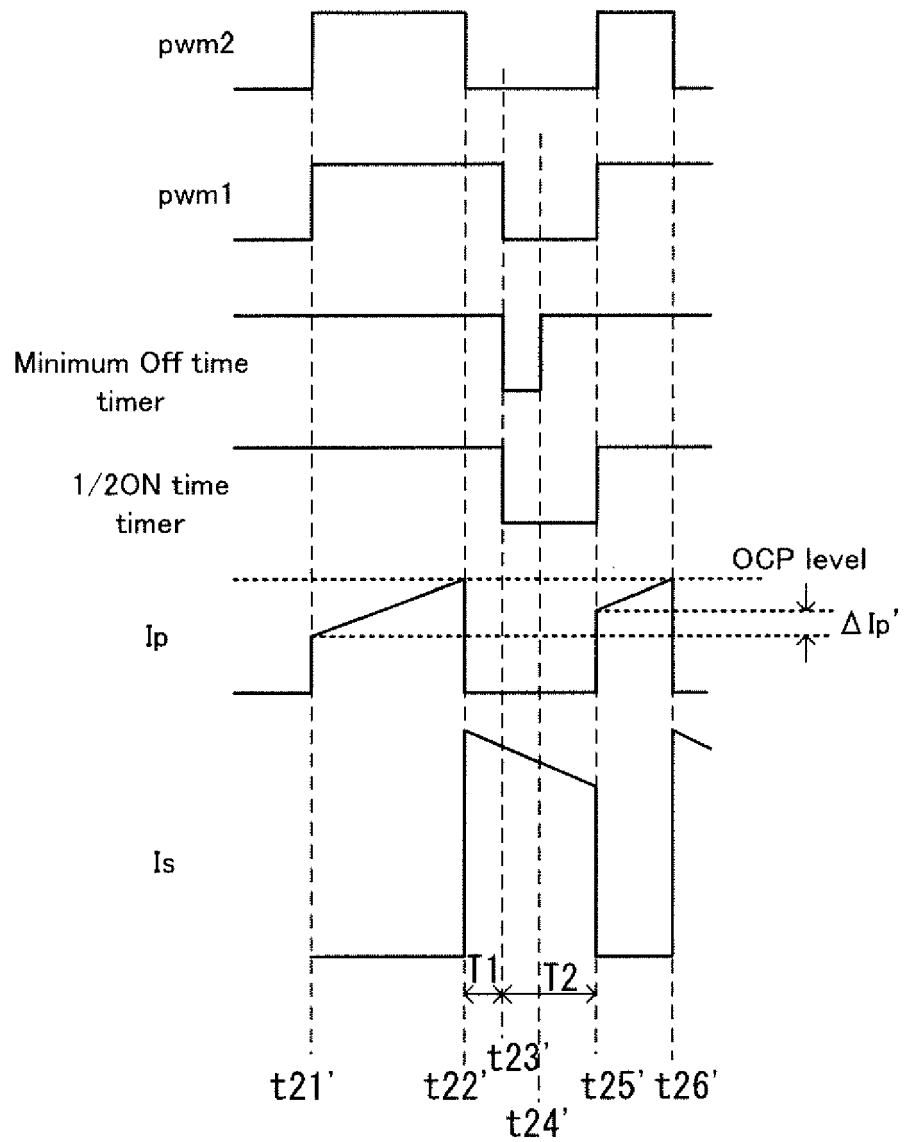 pwm2
pwm1
Minimum Off time
timer
1/2ON time
timer
OCP level
Ip
ΔIp'
Is
T1
T2
t21'
t22'
t23'
t24'
t25'
t26'